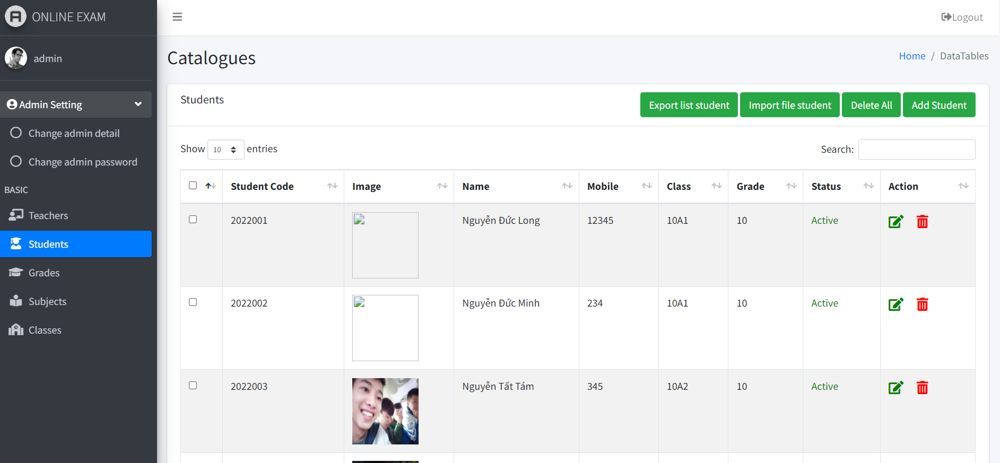 ONLINE EXAM
Logout
admin
Catalogues
Home / DataTables
Admin Setting
Change admin detail
Change admin password
BASIC
Teachers
Students
Grades
Subjects
Classes
Students
Export list student Import file student Delete All Add Student
Show 10 entries Search:
Student Code Image Name Mobile Class Grade Status Action
2022001 Nguyễn Đức Long 12345 10A1 10 Active
2022002 Nguyễn Đức Minh 234 10A1 10 Active
2022003 Nguyễn Tất Tám 345 10A2 10 Active